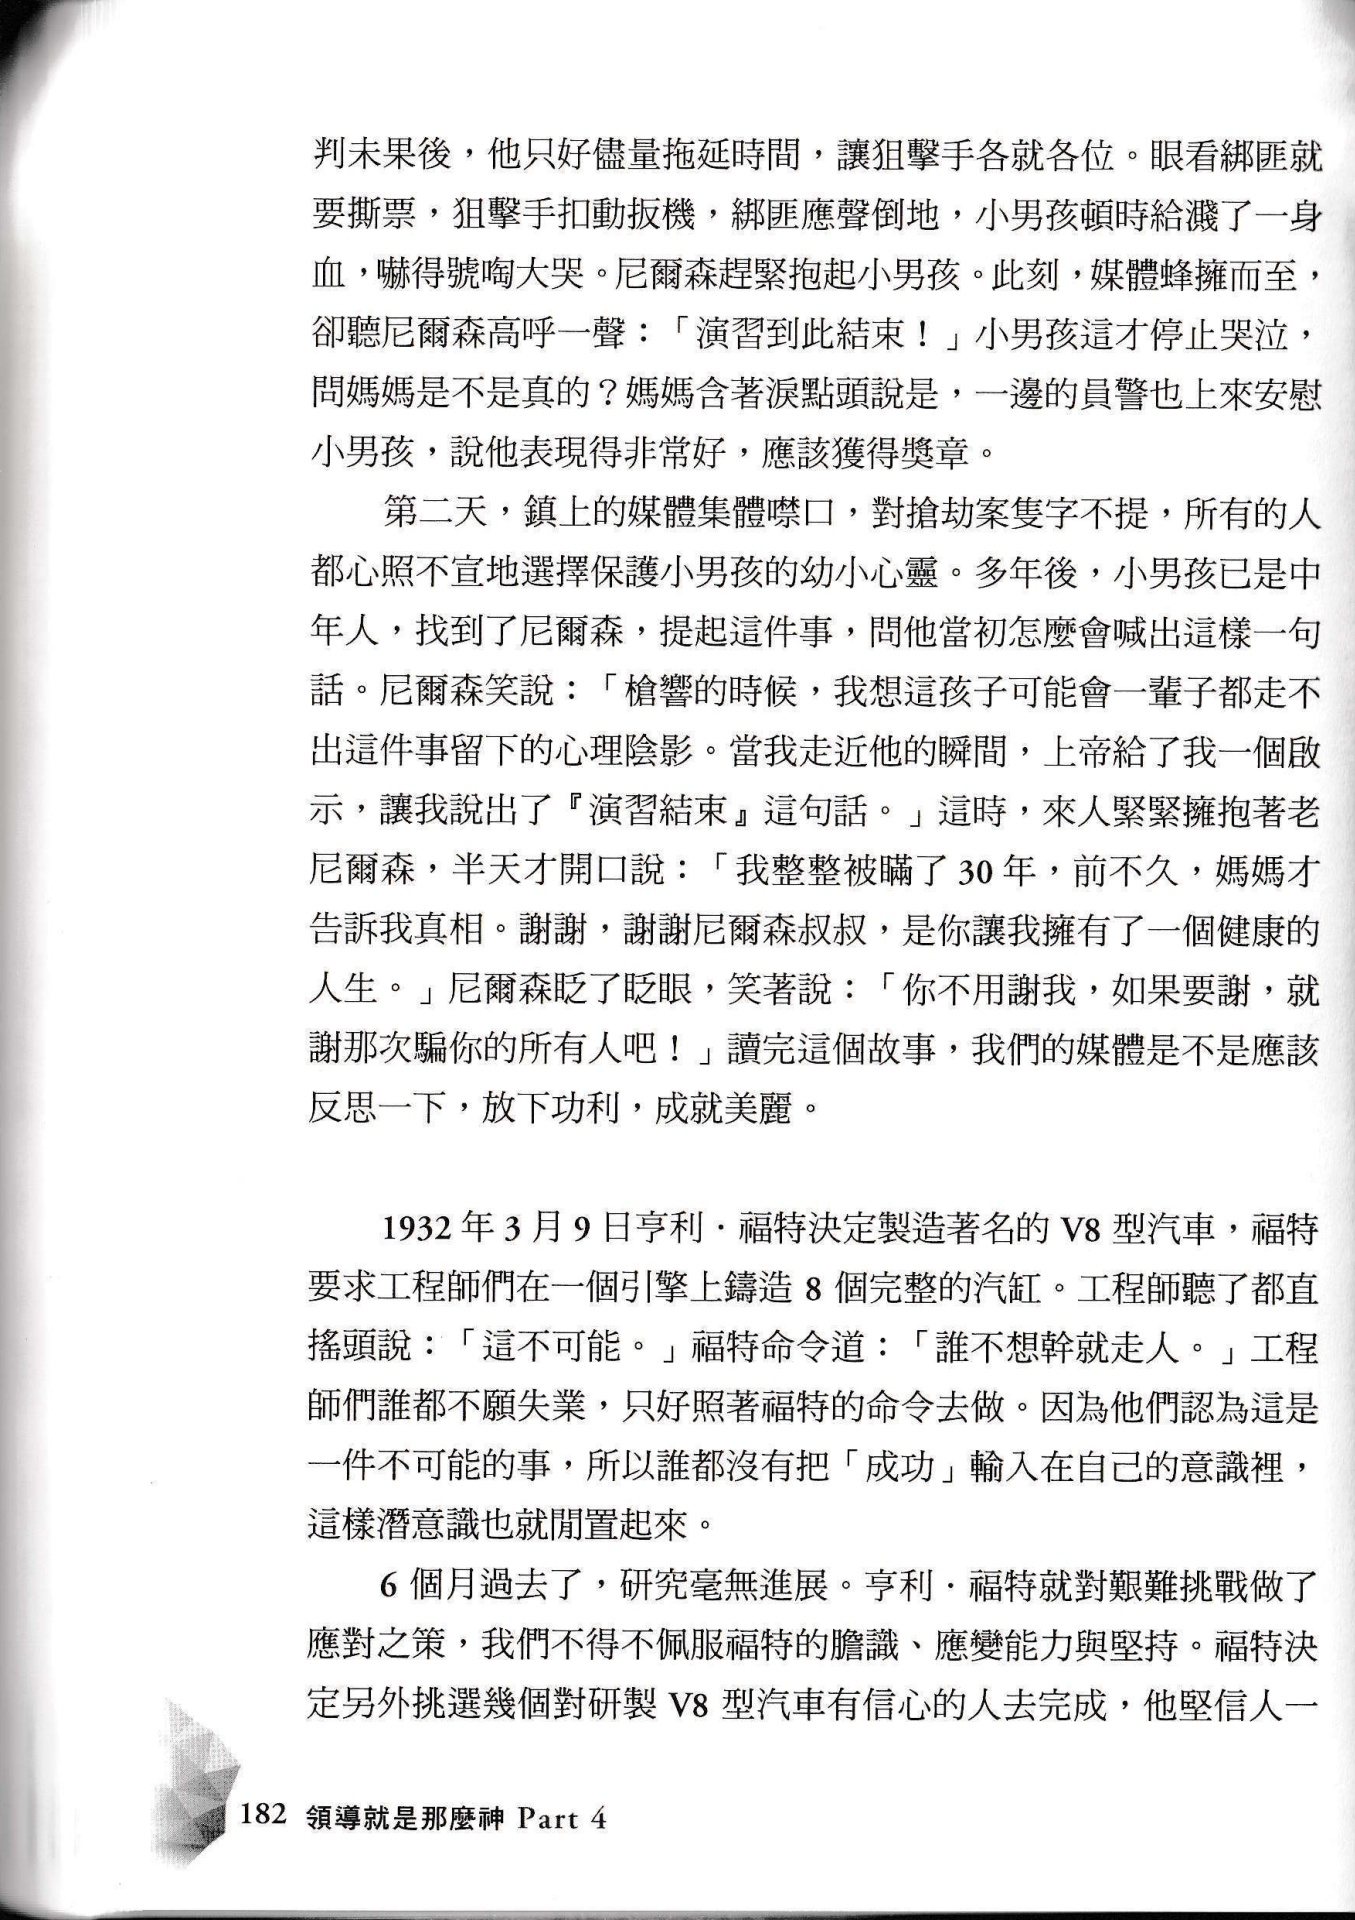 判未果後，他只好儘量拖延時間，讓狙擊手各就各位。眼看綁匪就
要撕票，狙擊手扣動扳機，綁匪應聲倒地，小男孩頓時給濺了一身
血，嚇得號啕大哭。尼爾森趕緊抱起小男孩。此刻，媒體蜂擁而至，
卻聽尼爾森高呼一聲：「演習到此結束！」小男孩這才停止哭泣，
問媽媽是不是真的？媽媽含著淚點頭說是，一邊的員警也上來安慰
小男孩，說他表現得非常好，應該獲得獎章。
第二天，鎮上的媒體集體噤口，對搶劫案隻字不提，所有的人
都心照不宣地選擇保護小男孩的幼小心靈。多年後，小男孩已是中
年人，找到了尼爾森，提起這件事，問他當初怎麼會喊出這樣一句
話。尼爾森笑說：「槍響的時候，我想這孩子可能會一輩子都走不
出這件事留下的心理陰影。當我走近他的瞬間，上帝給了我一個啟
示，讓我說出了『演習結束』這句話。」這時，來人緊緊擁抱著老
尼爾森，半天才開口說：「我整整被瞞了 30 年，前不久，媽媽才
告訴我真相。謝謝，謝謝尼爾森叔叔，是你讓我擁有了一個健康的
人生。」尼爾森眨了眨眼，笑著說：「你不用謝我，如果要謝，就
謝那次騙你的所有人吧！」讀完這個故事，我們的媒體是不是應該
反思一下，放下功利，成就美麗。
1932 年 3 月 9 日亨利．福特決定製造著名的 V8 型汽車，福特
要求工程師們在一個引擎上鑄造 8 個完整的汽缸。工程師聽了都直
搖頭說：「這不可能。」福特命令道：「誰不想幹就走人。」工程
師們誰都不願失業，只好照著福特的命令去做。因為他們認為這是
一件不可能的事，所以誰都沒有把「成功」輸入在自己的意識裡，
這樣潛意識也就閒置起來。
6 個月過去了，研究毫無進展。亨利．福特就對艱難挑戰做了
應對之策，我們不得不佩服福特的膽識、應變能力與堅持。福特決
定另外挑選幾個對研製 V8 型汽車有信心的人去完成，他堅信人一
182 領導就是那麼神 Part 4